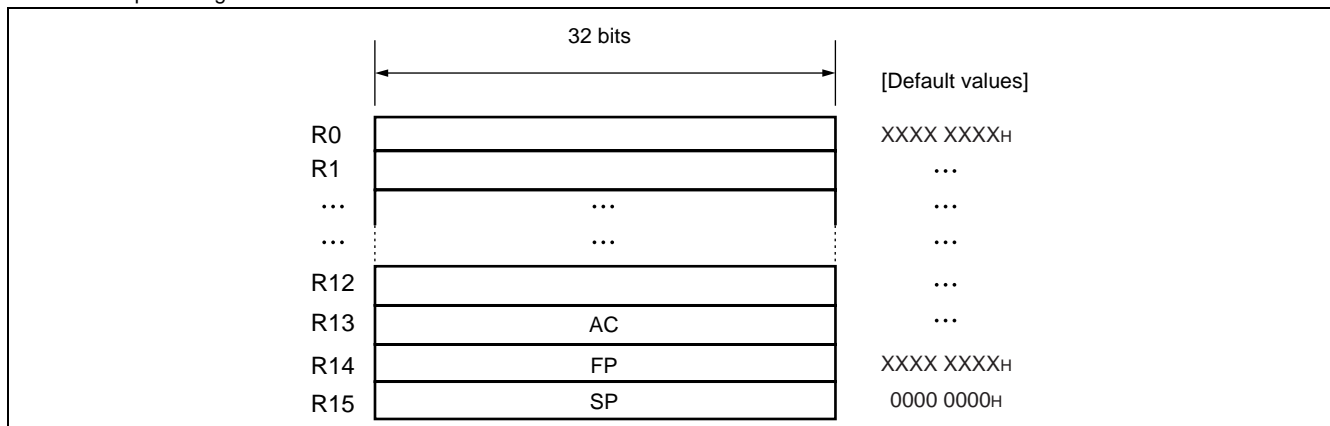 32 bits
[Default values]
R0 XXXX XXXXH
R1 ...
... ... ...
... ... ...
R12 ...
R13 AC ...
R14 FP XXXX XXXXH
R15 SP 0000 0000H